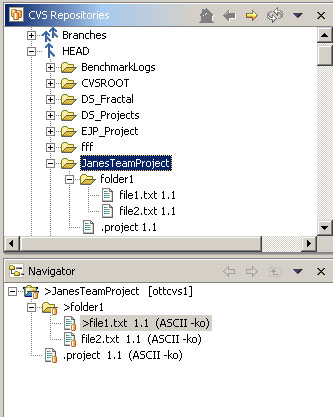 CVS Repositories
Branches
HEAD
BenchmarkLogs
CVSROOT
DS_Fractal
DS_Projects
EJP_Project
fff
JanesTeamProject
folder1
file1.txt 1.1
file2.txt 1.1
.project 1.1
Navigator
>JanesTeamProject [ottcvs1]
>folder1
>file1.txt 1.1 (ASCII -ko)
file2.txt 1.1 (ASCII -ko)
.project 1.1 (ASCII -ko)